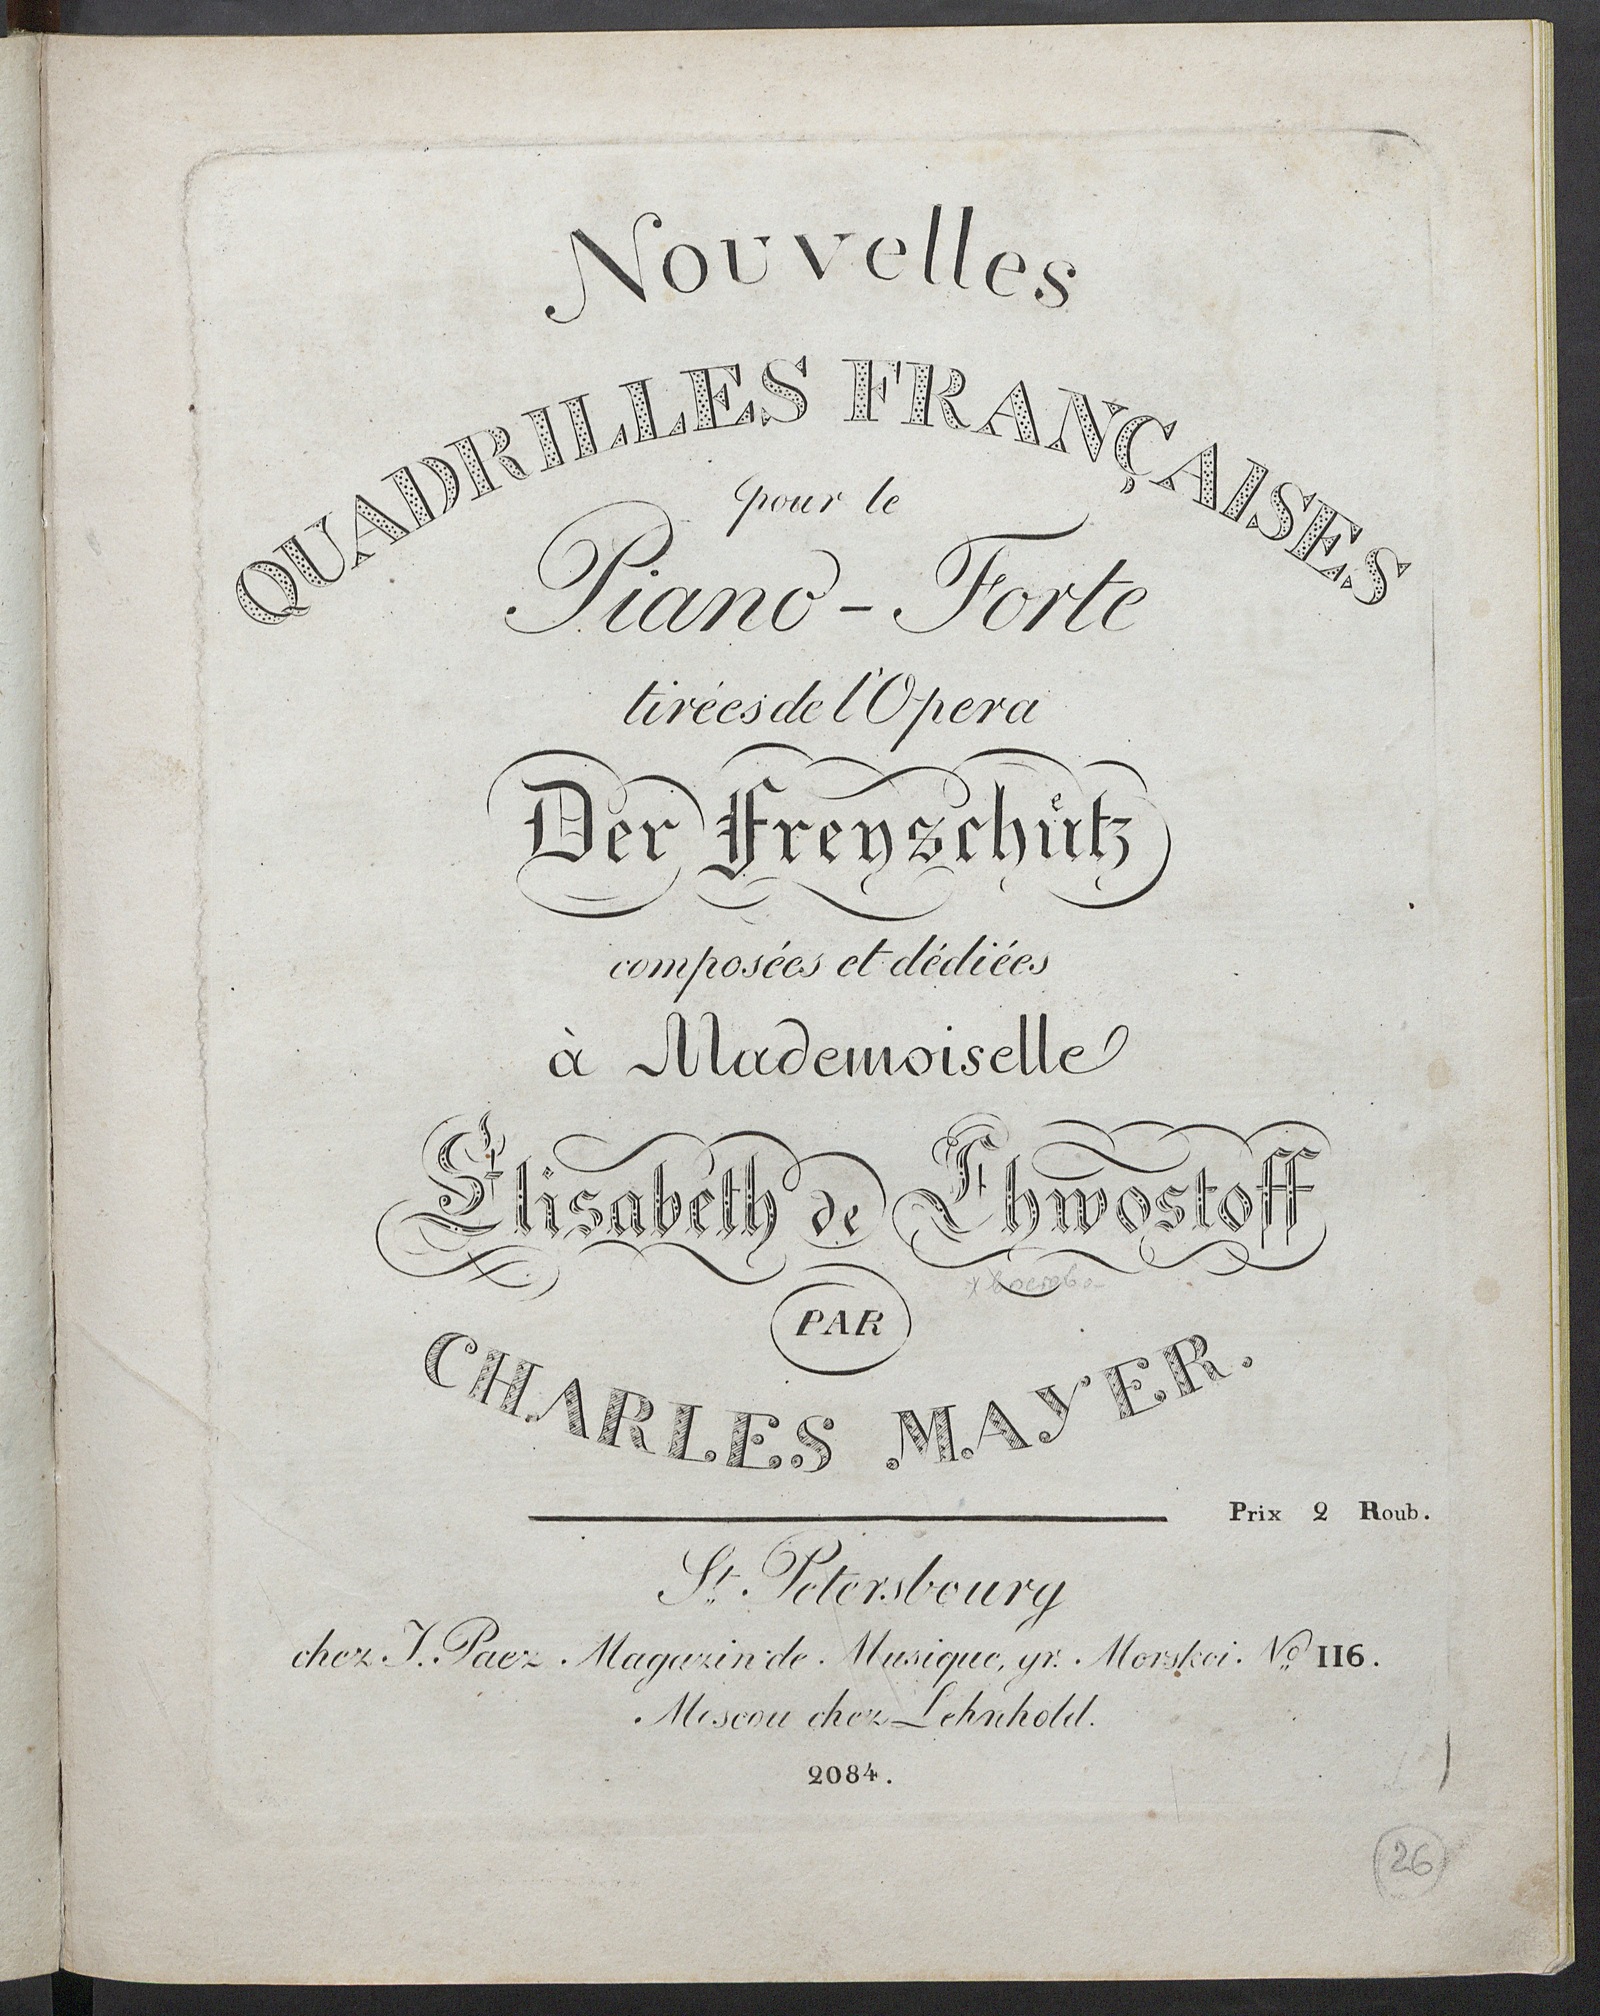 Nouvelles
QUADRILLES FRANÇAISES
pour le
Piano - Forte
tirées de l'Opera
Der Freyschuͤtz
composées et dédiées
à Mademoiselle
Elisabeth de Chwostoff
PAR
CHARLES MAYER.
Prix 2 Roub.
St. Petersbourg
chez J. Paez. Magazin de Musique, gr. Morskoi. No 116.
Moscou chez Lehnhold.
2084.
26